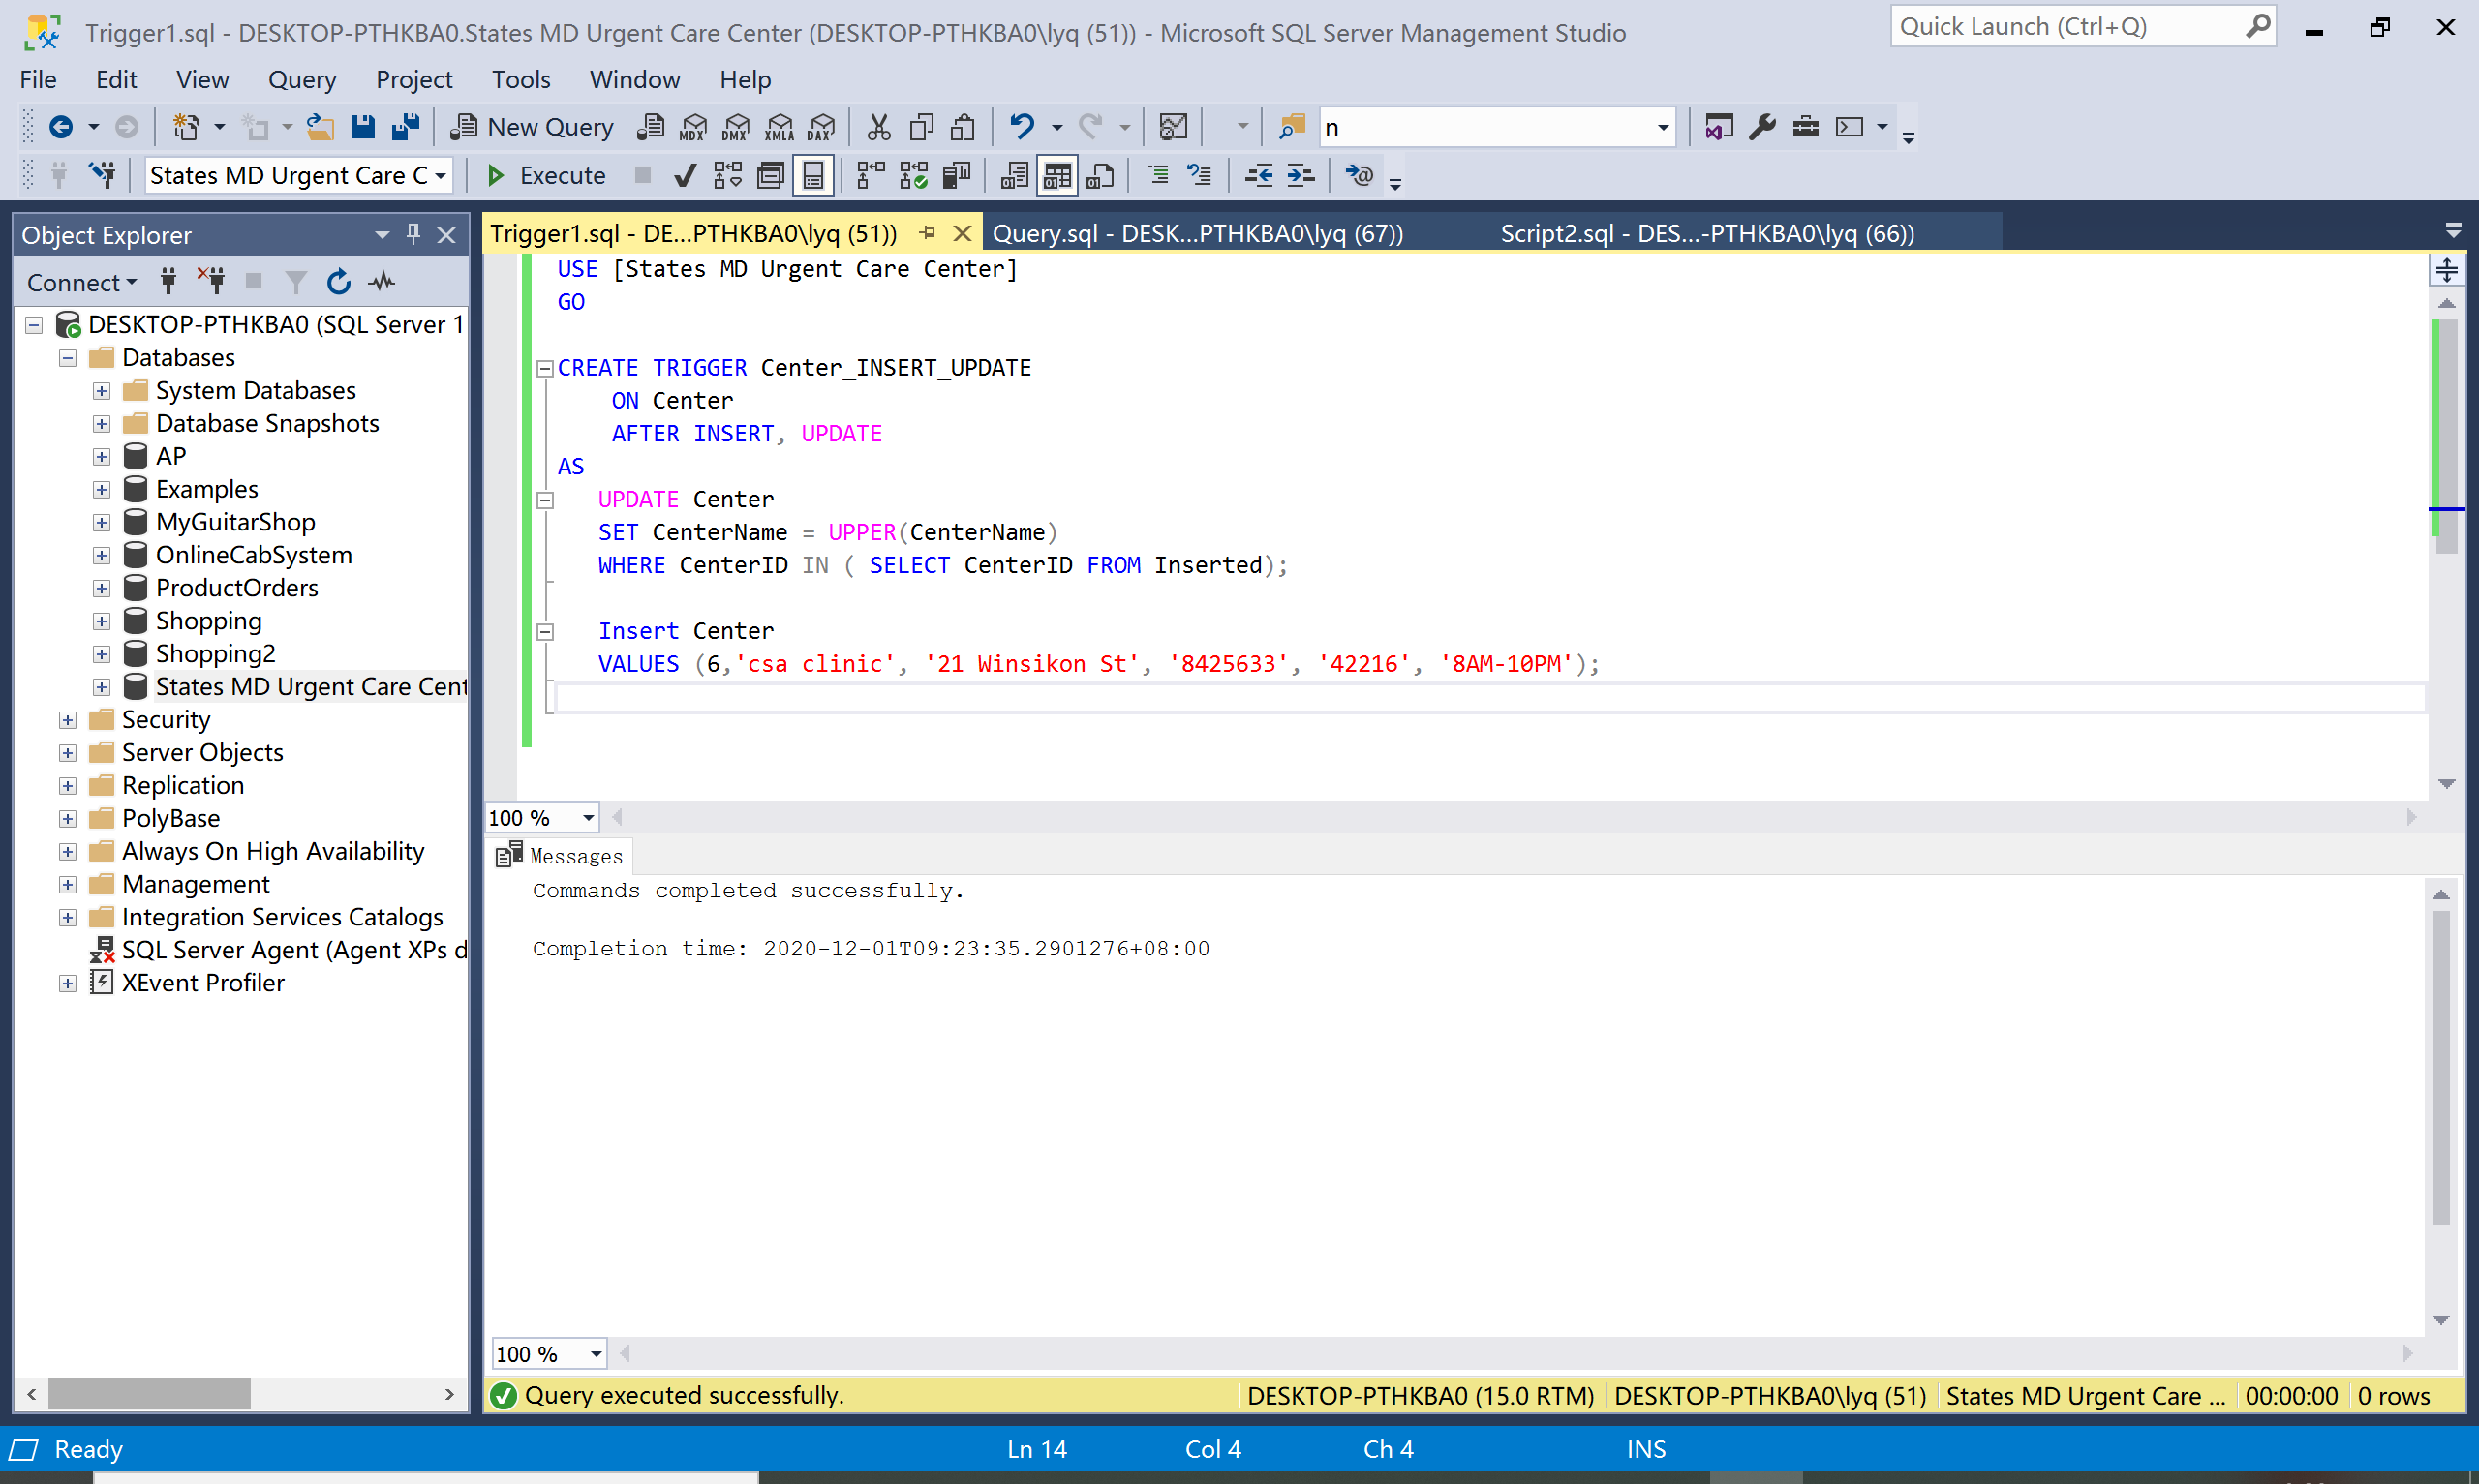 Trigger1.sql - DESKTOP-PTHKBA0.States MD Urgent Care Center (DESKTOP-PTHKBA0\lyq (51)) - Microsoft SQL Server Management Studio
Quick Launch (Ctrl+Q)
File Edit View Query Project Tools Window Help
New Query MDX DMX XMLA DAX n
States MD Urgent Care C Execute
Object Explorer
Trigger1.sql - DE...PTHKBA0\lyq (51)) Query.sql - DESK...PTHKBA0\lyq (67)) Script2.sql - DES...-PTHKBA0\lyq (66))
Connect
DESKTOP-PTHKBA0 (SQL Server 1
Databases
System Databases
Database Snapshots
AP
Examples
MyGuitarShop
OnlineCabSystem
ProductOrders
Shopping
Shopping2
States MD Urgent Care Cent
Security
Server Objects
Replication
PolyBase
Always On High Availability
Management
Integration Services Catalogs
SQL Server Agent (Agent XPs d
XEvent Profiler
USE [States MD Urgent Care Center]
GO
CREATE TRIGGER Center_INSERT_UPDATE
ON Center
AFTER INSERT, UPDATE
AS
UPDATE Center
SET CenterName = UPPER(CenterName)
WHERE CenterID IN ( SELECT CenterID FROM Inserted);
Insert Center
VALUES (6,'csa clinic', '21 Winsikon St', '8425633', '42216', '8AM-10PM');
100 %
Messages
Commands completed successfully.
Completion time: 2020-12-01T09:23:35.2901276+08:00
100 %
Query executed successfully. DESKTOP-PTHKBA0 (15.0 RTM) DESKTOP-PTHKBA0\lyq (51) States MD Urgent Care ... 00:00:00 0 rows
Ready Ln 14 Col 4 Ch 4 INS